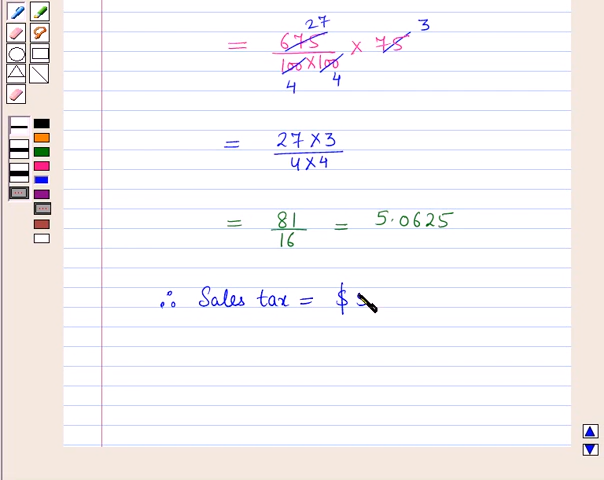 27
= 675 / 100 × 100 × 75 3
4 4
= 27 × 3 / 4 × 4
= 81 / 16 = 5.0625
∴ Sales tax = $